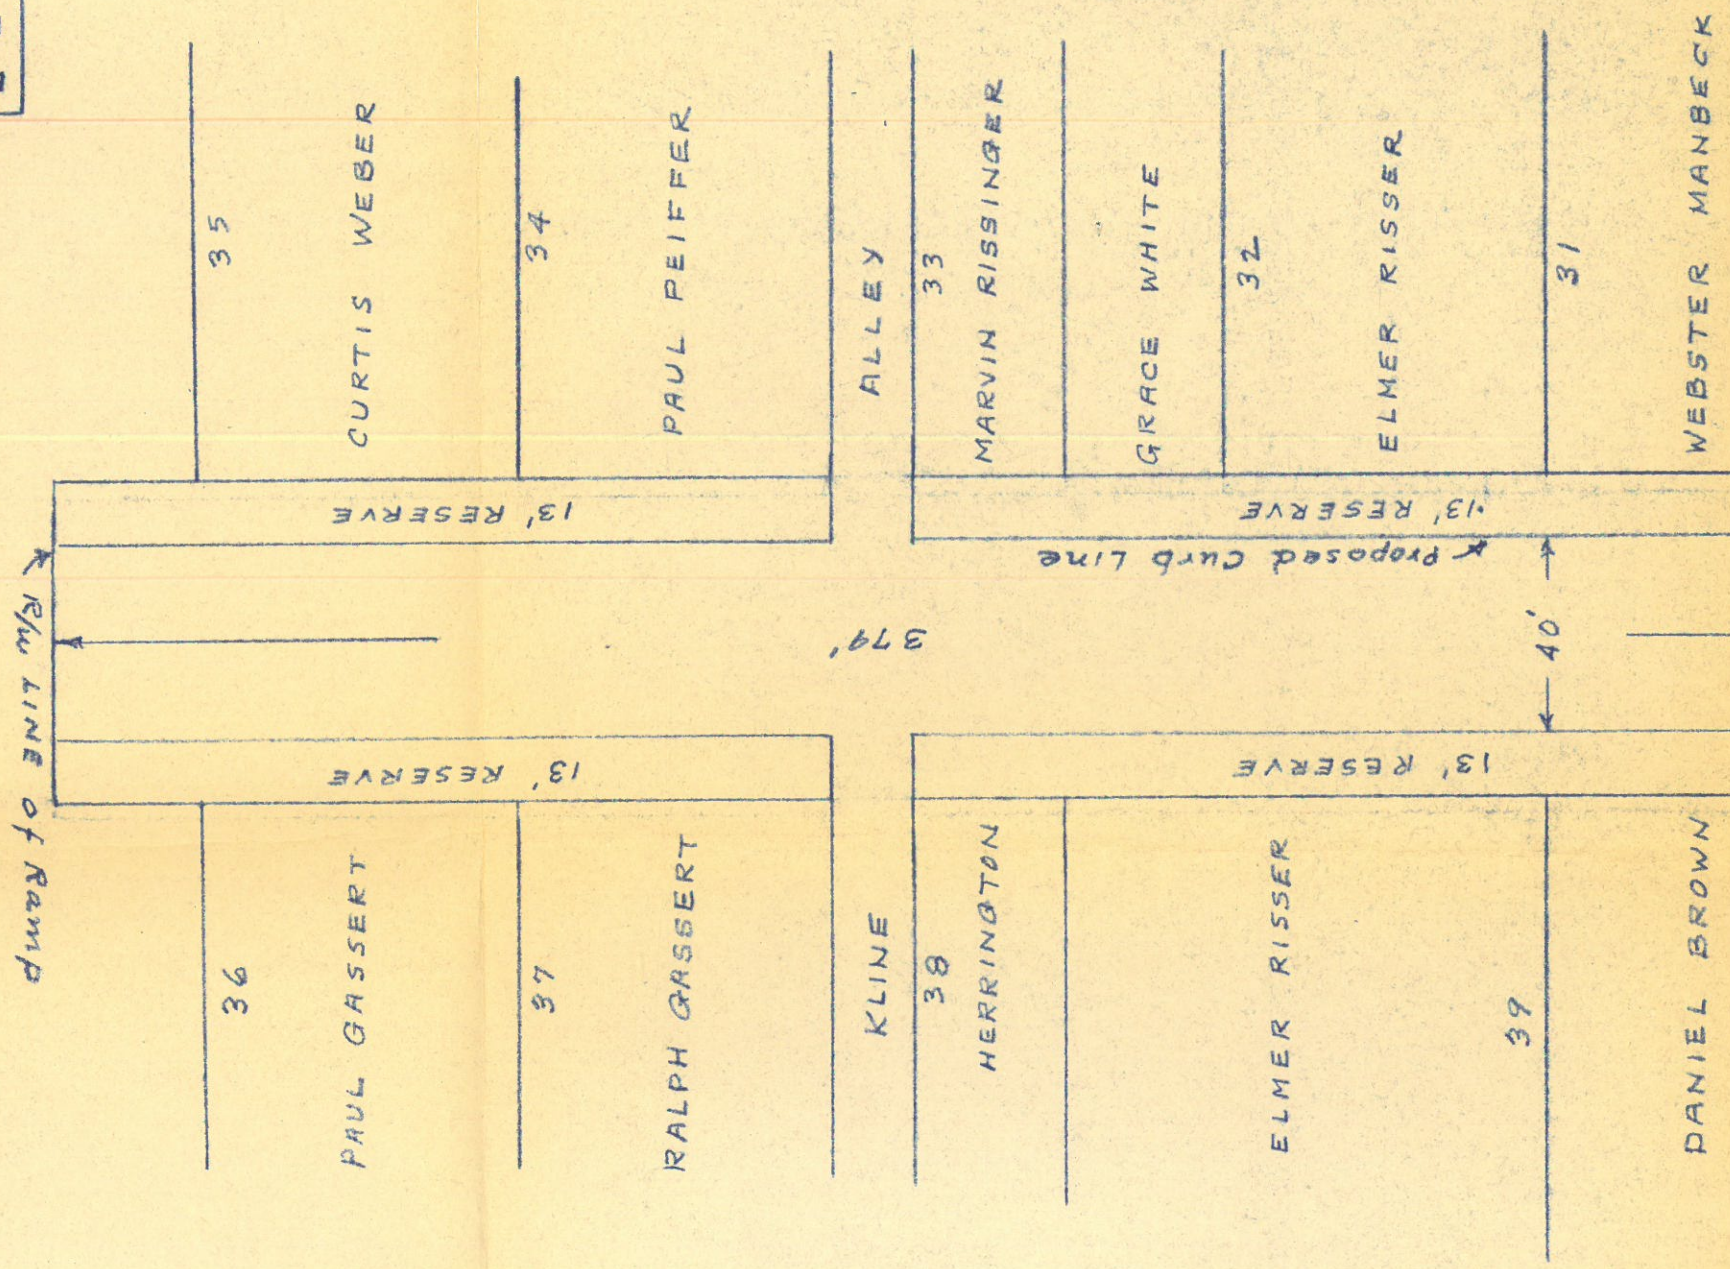 35
CURTIS WEBER
34
PAUL PEIFFER
ALLEY
33
MARVIN RISSINGER
GRACE WHITE
32
ELMER RISSER
31
WEBSTER MANBECK
13' RESERVE
13' RESERVE
Proposed Curb Line
R/W LINE of Ramp
379'
40'
13' RESERVE
13' RESERVE
36
PAUL GASSERT
37
RALPH GASSERT
KLINE
38
HERRINGTON
ELMER RISSER
39
DANIEL BROWN